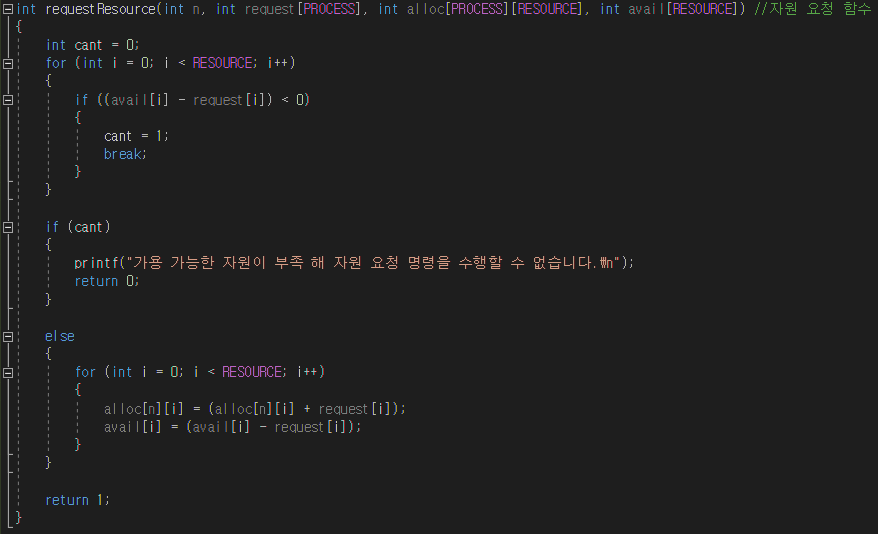 int requestResource(int n, int request[PROCESS], int alloc[PROCESS][RESOURCE], int avail[RESOURCE]) //자원 요청 함수
{
int cant = 0;
for (int i = 0; i < RESOURCE; i++)
{
if ((avail[i] - request[i]) < 0)
{
cant = 1;
break;
}
}
if (cant)
{
printf("가용 가능한 자원이 부족 해 자원 요청 명령을 수행할 수 없습니다.₩n");
return 0;
}
else
{
for (int i = 0; i < RESOURCE; i++)
{
alloc[n][i] = (alloc[n][i] + request[i]);
avail[i] = (avail[i] - request[i]);
}
}
return 1;
}